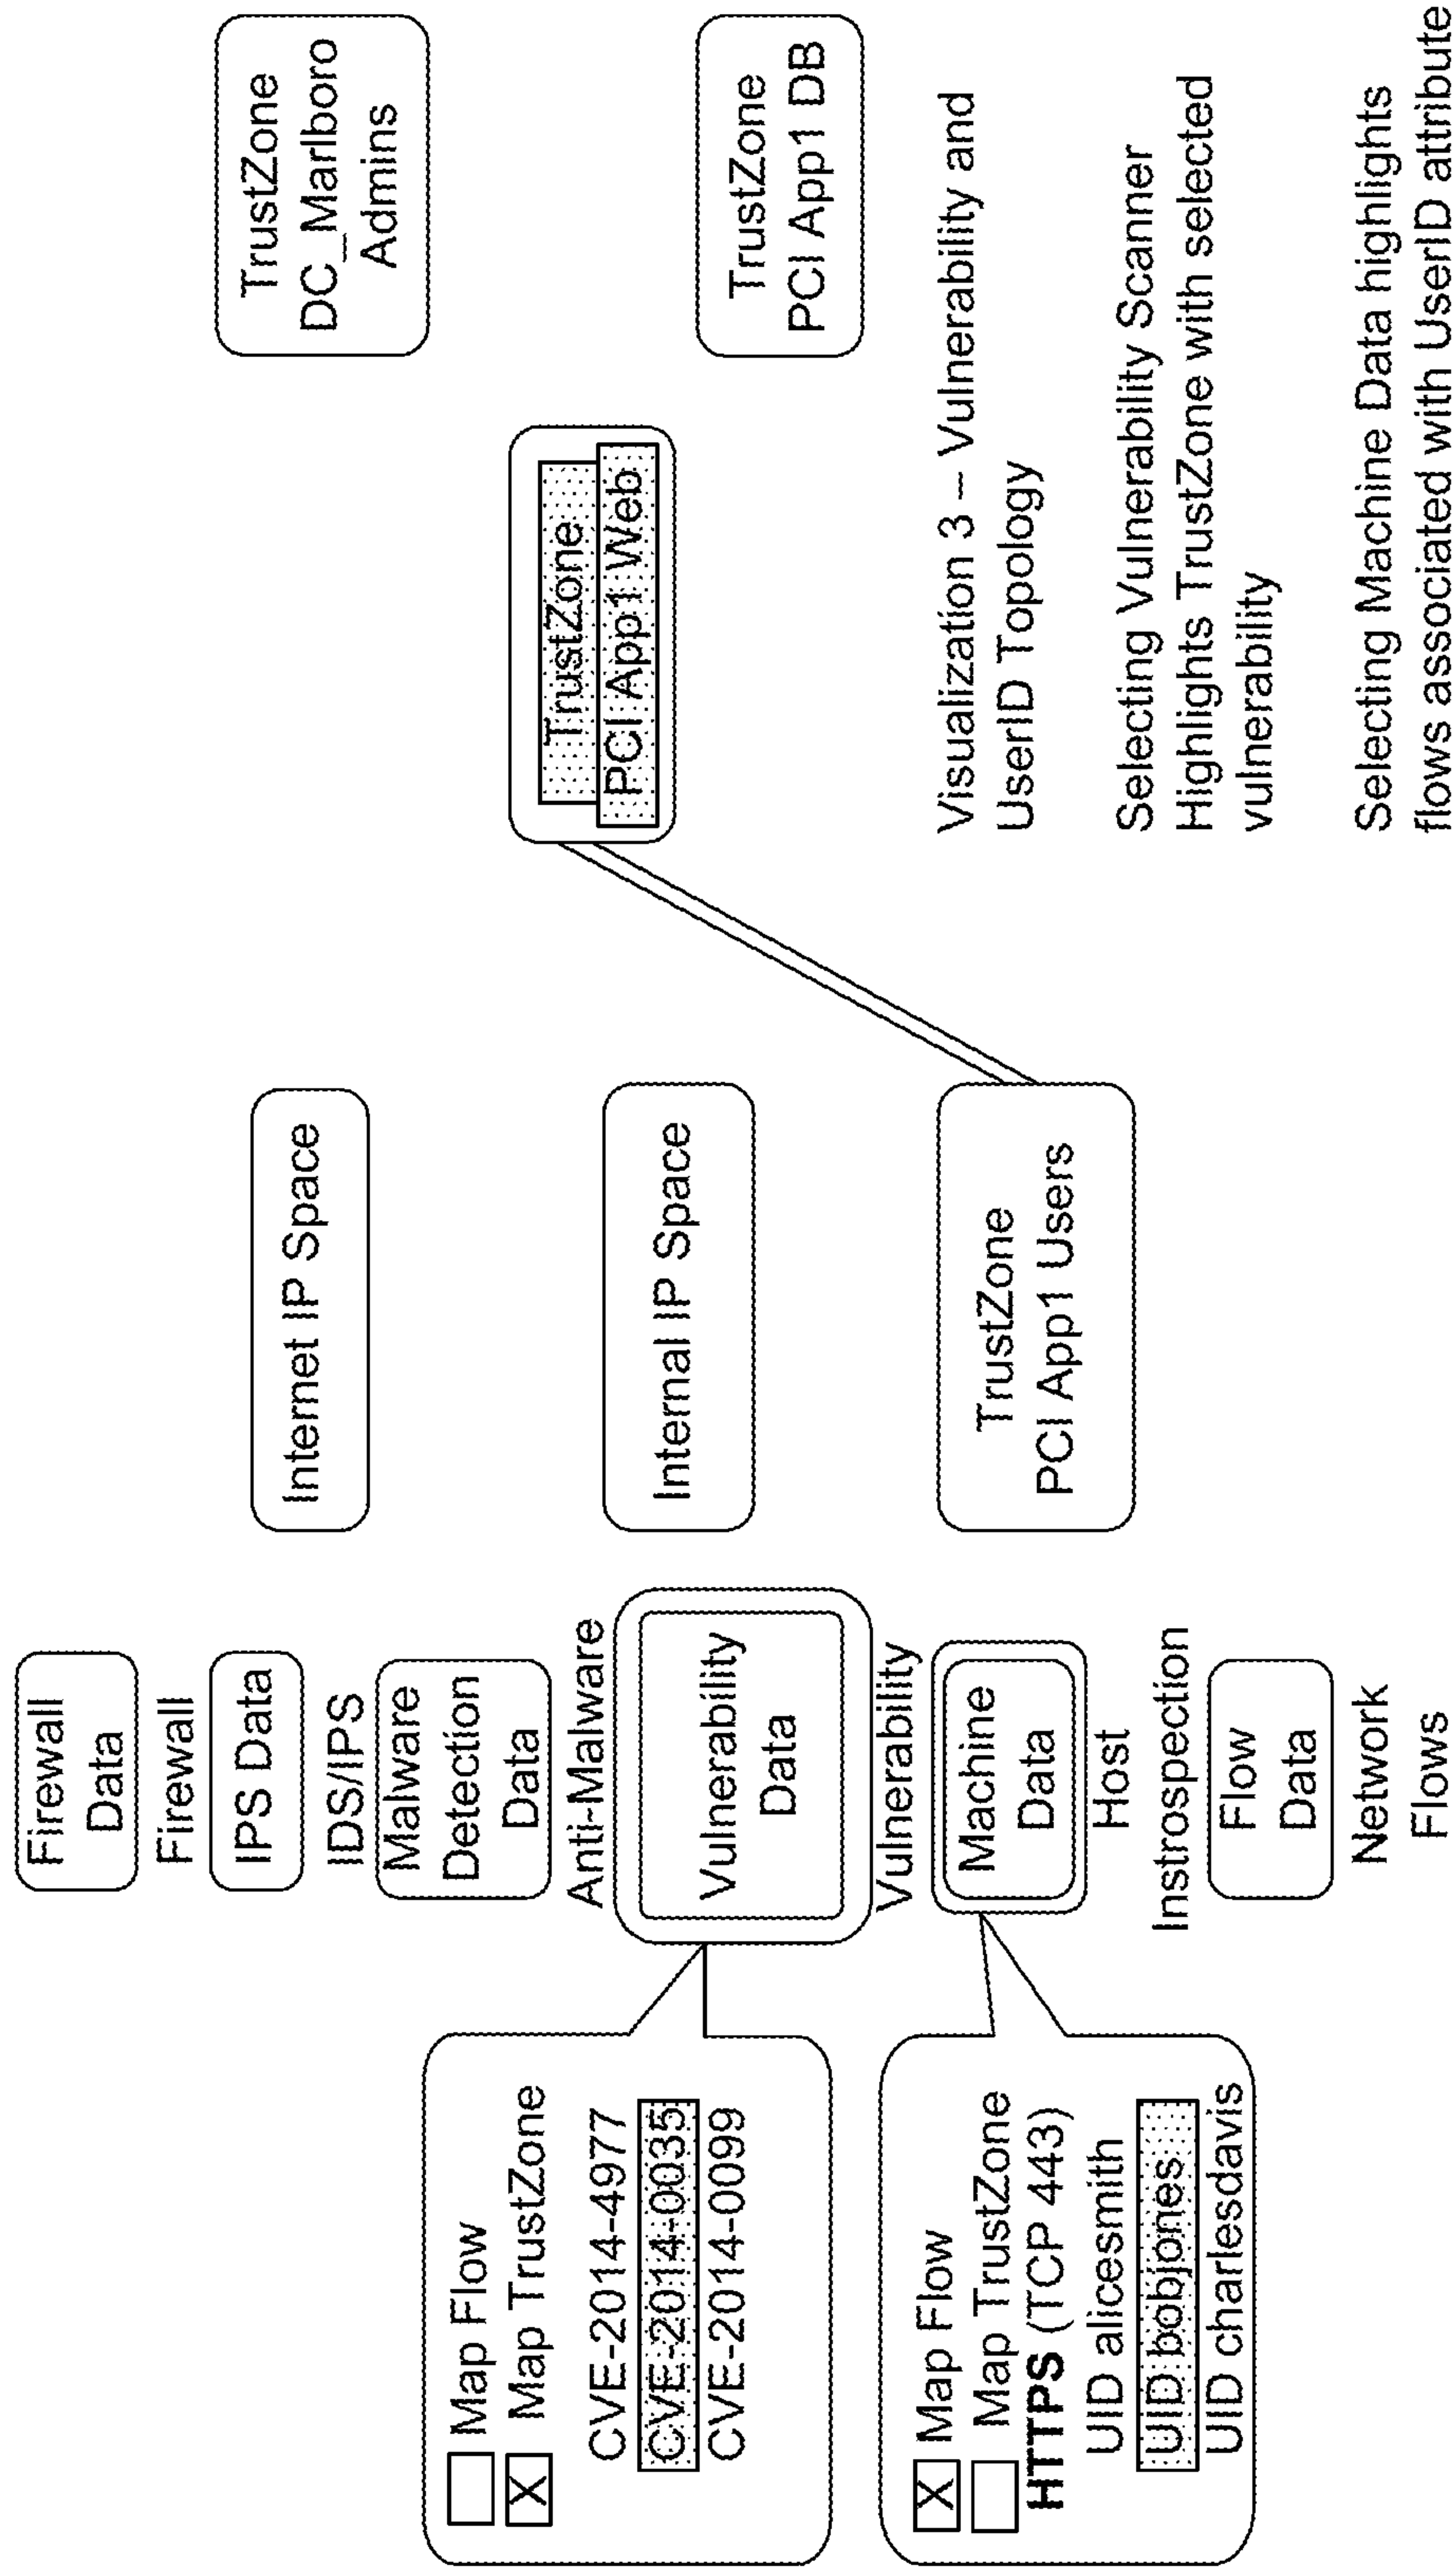 Map Flow
X Map TrustZone
CVE-2014-4977
CVE-2014-0035
CVE-2014-0099
X Map Flow
Map TrustZone
HTTPS (TCP 443)
UID alicesmith
UID bobjones
UID charlesdavis
Firewall
Data
Firewall
IPS Data
IDS/IPS
Malware
Detection
Data
Anti-Malware
Vulnerability
Data
Vulnerability
Machine
Data
Host
Instrospection
Flow
Data
Network
Flows
Internet IP Space
Internal IP Space
TrustZone
PCI App1 Users
TrustZone
PCI App1 Web
TrustZone
DC_Marlboro
Admins
TrustZone
PCI App1 DB
Visualization 3 – Vulnerability and
UserID Topology
Selecting Vulnerability Scanner
Highlights TrustZone with selected
vulnerability
Selecting Machine Data highlights
flows associated with UserID attribute